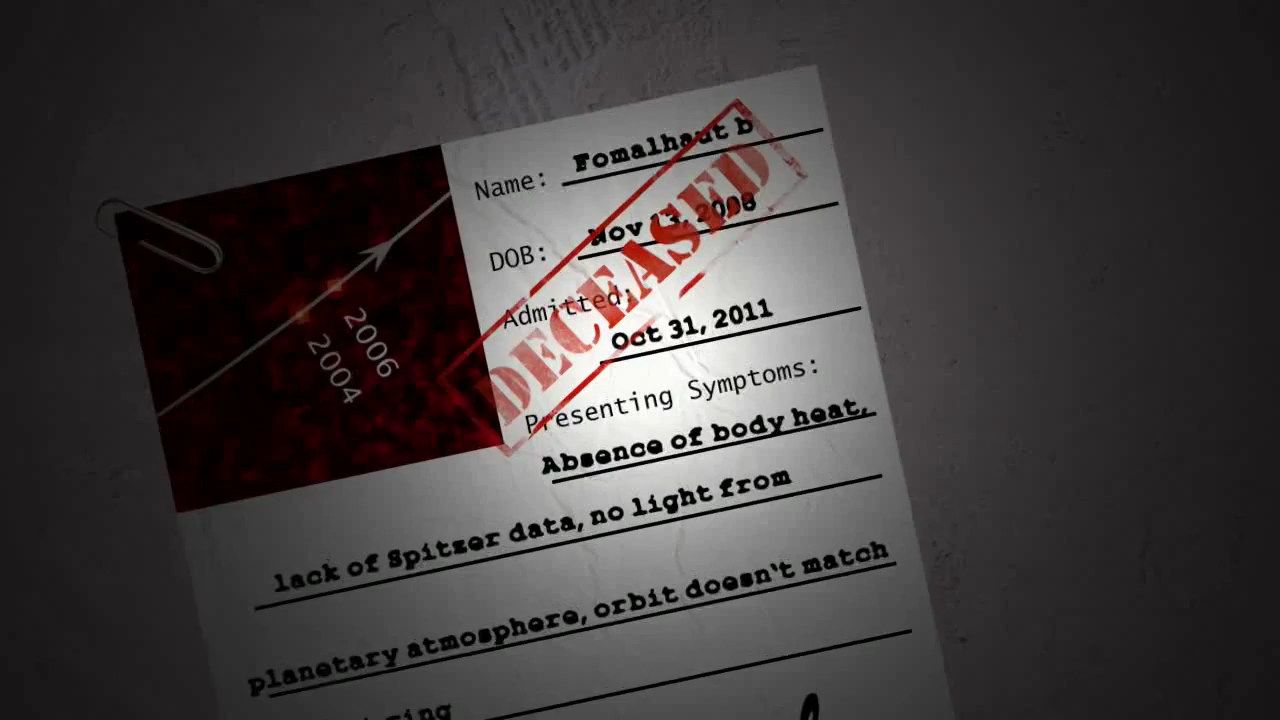 Name: Fomalhaut b
DOB: Nov 13, 2008
DECEASED
Admitted:
Oct 31, 2011
Presenting Symptoms:
Absence of body heat,
lack of Spitzer data, no light from
planetary atmosphere, orbit doesn't match
2006
2004